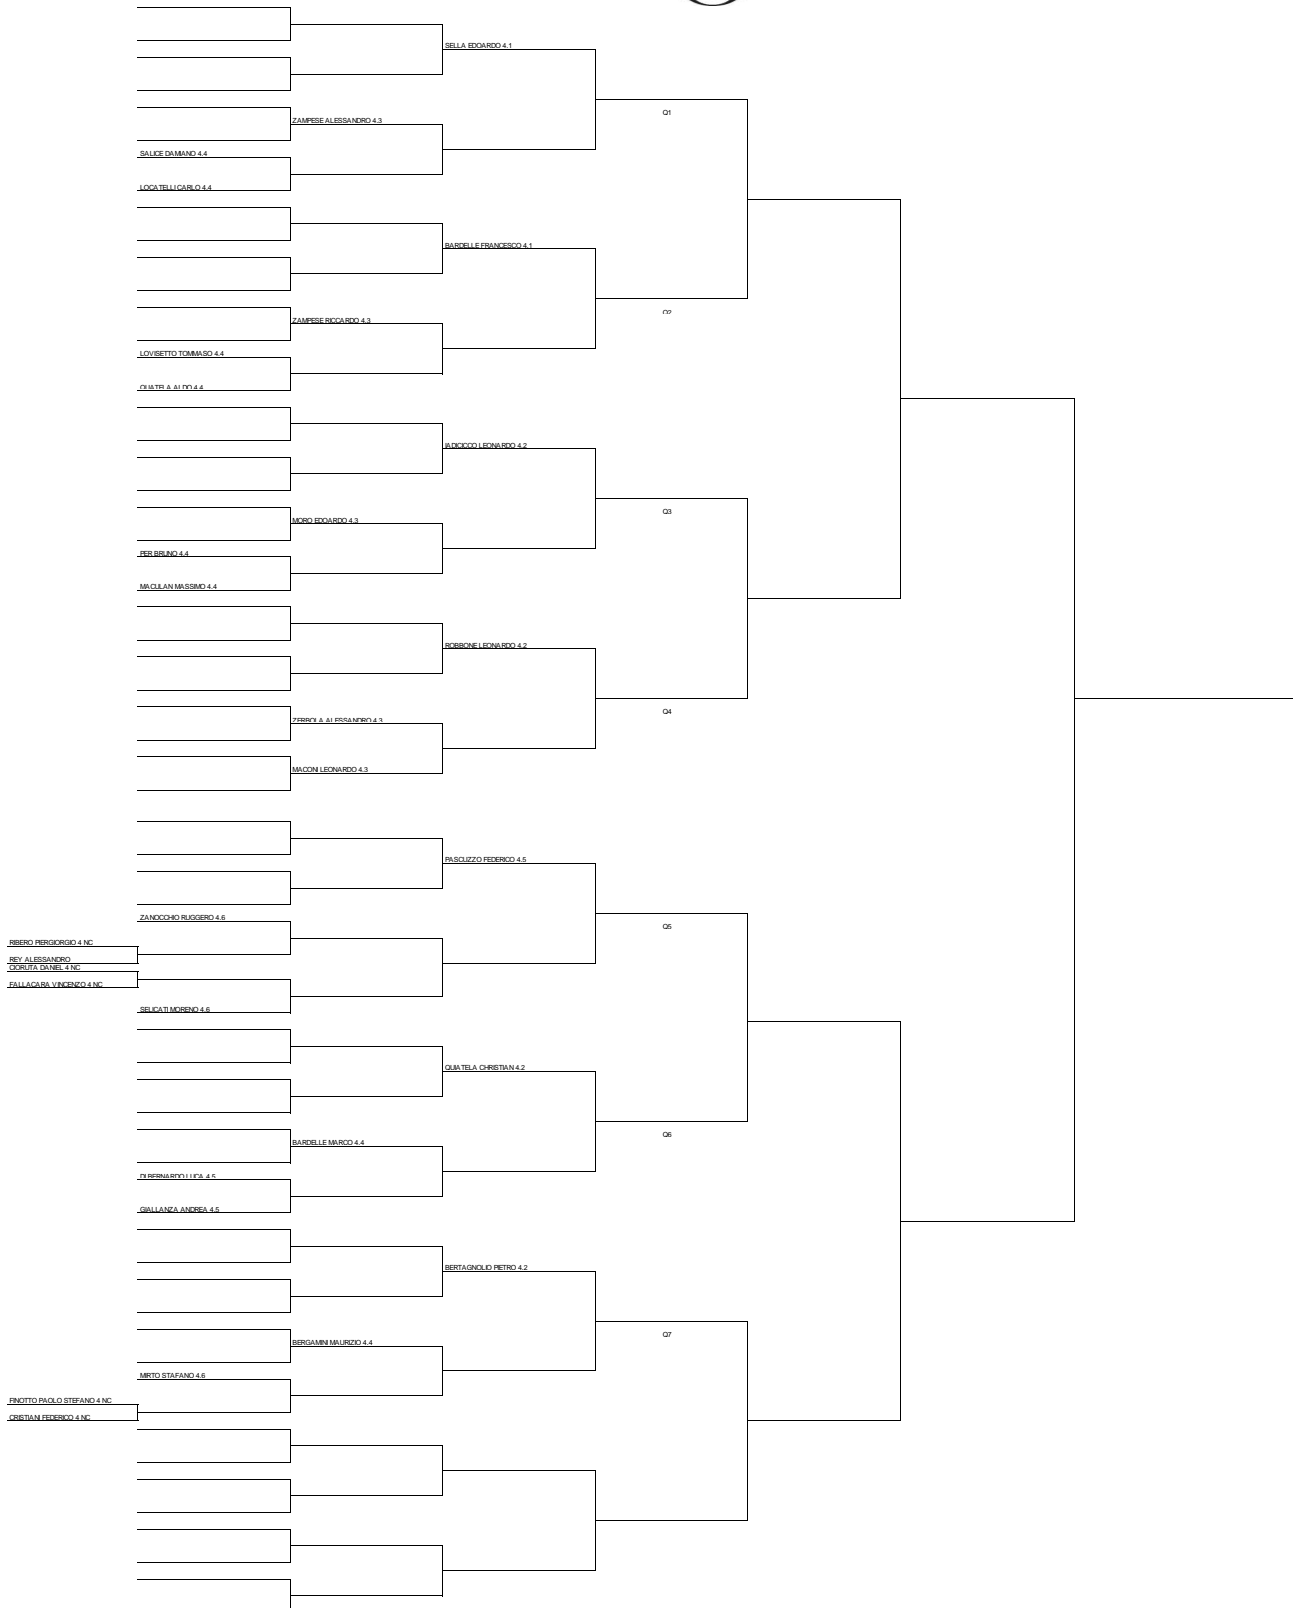 SELLA EDOARDO 4.1
Q1
ZAMPESE ALESSANDRO 4.3
SALICE DAMIANO 4.4
LOCATELLI CARLO 4.4
BARDELLE FRANCESCO 4.1
Q2
ZAMPESE RICCARDO 4.3
LOVISETTO TOMMASO 4.4
QUATELA ALDO 4.4
IADICICCO LEONARDO 4.2
Q3
MORO EDOARDO 4.3
PER BRUNO 4.4
MACULAN MASSIMO 4.4
ROBBONE LEONARDO 4.2
Q4
ZERBOLA ALESSANDRO 4.3
MACONI LEONARDO 4.3
PASCUZZO FEDERICO 4.5
ZANOCCHIO RUGGERO 4.6
Q5
RIBERO PIERGIORGIO 4 NC
REY ALESSANDRO
CIORUTA DANIEL 4 NC
FALLACARA VINCENZO 4 NC
SELICATI MORENO 4.6
QUIATELA CHRISTIAN 4.2
Q6
BARDELLE MARCO 4.4
DI BERNARDO LUCA 4.5
GIALLANZA ANDREA 4.5
BERTAGNOLIO PIETRO 4.2
Q7
BERGAMINI MAURIZIO 4.4
MIRTO STAFANO 4.6
FINOTTO PAOLO STEFANO 4 NC
CRISTIANI FEDERICO 4 NC